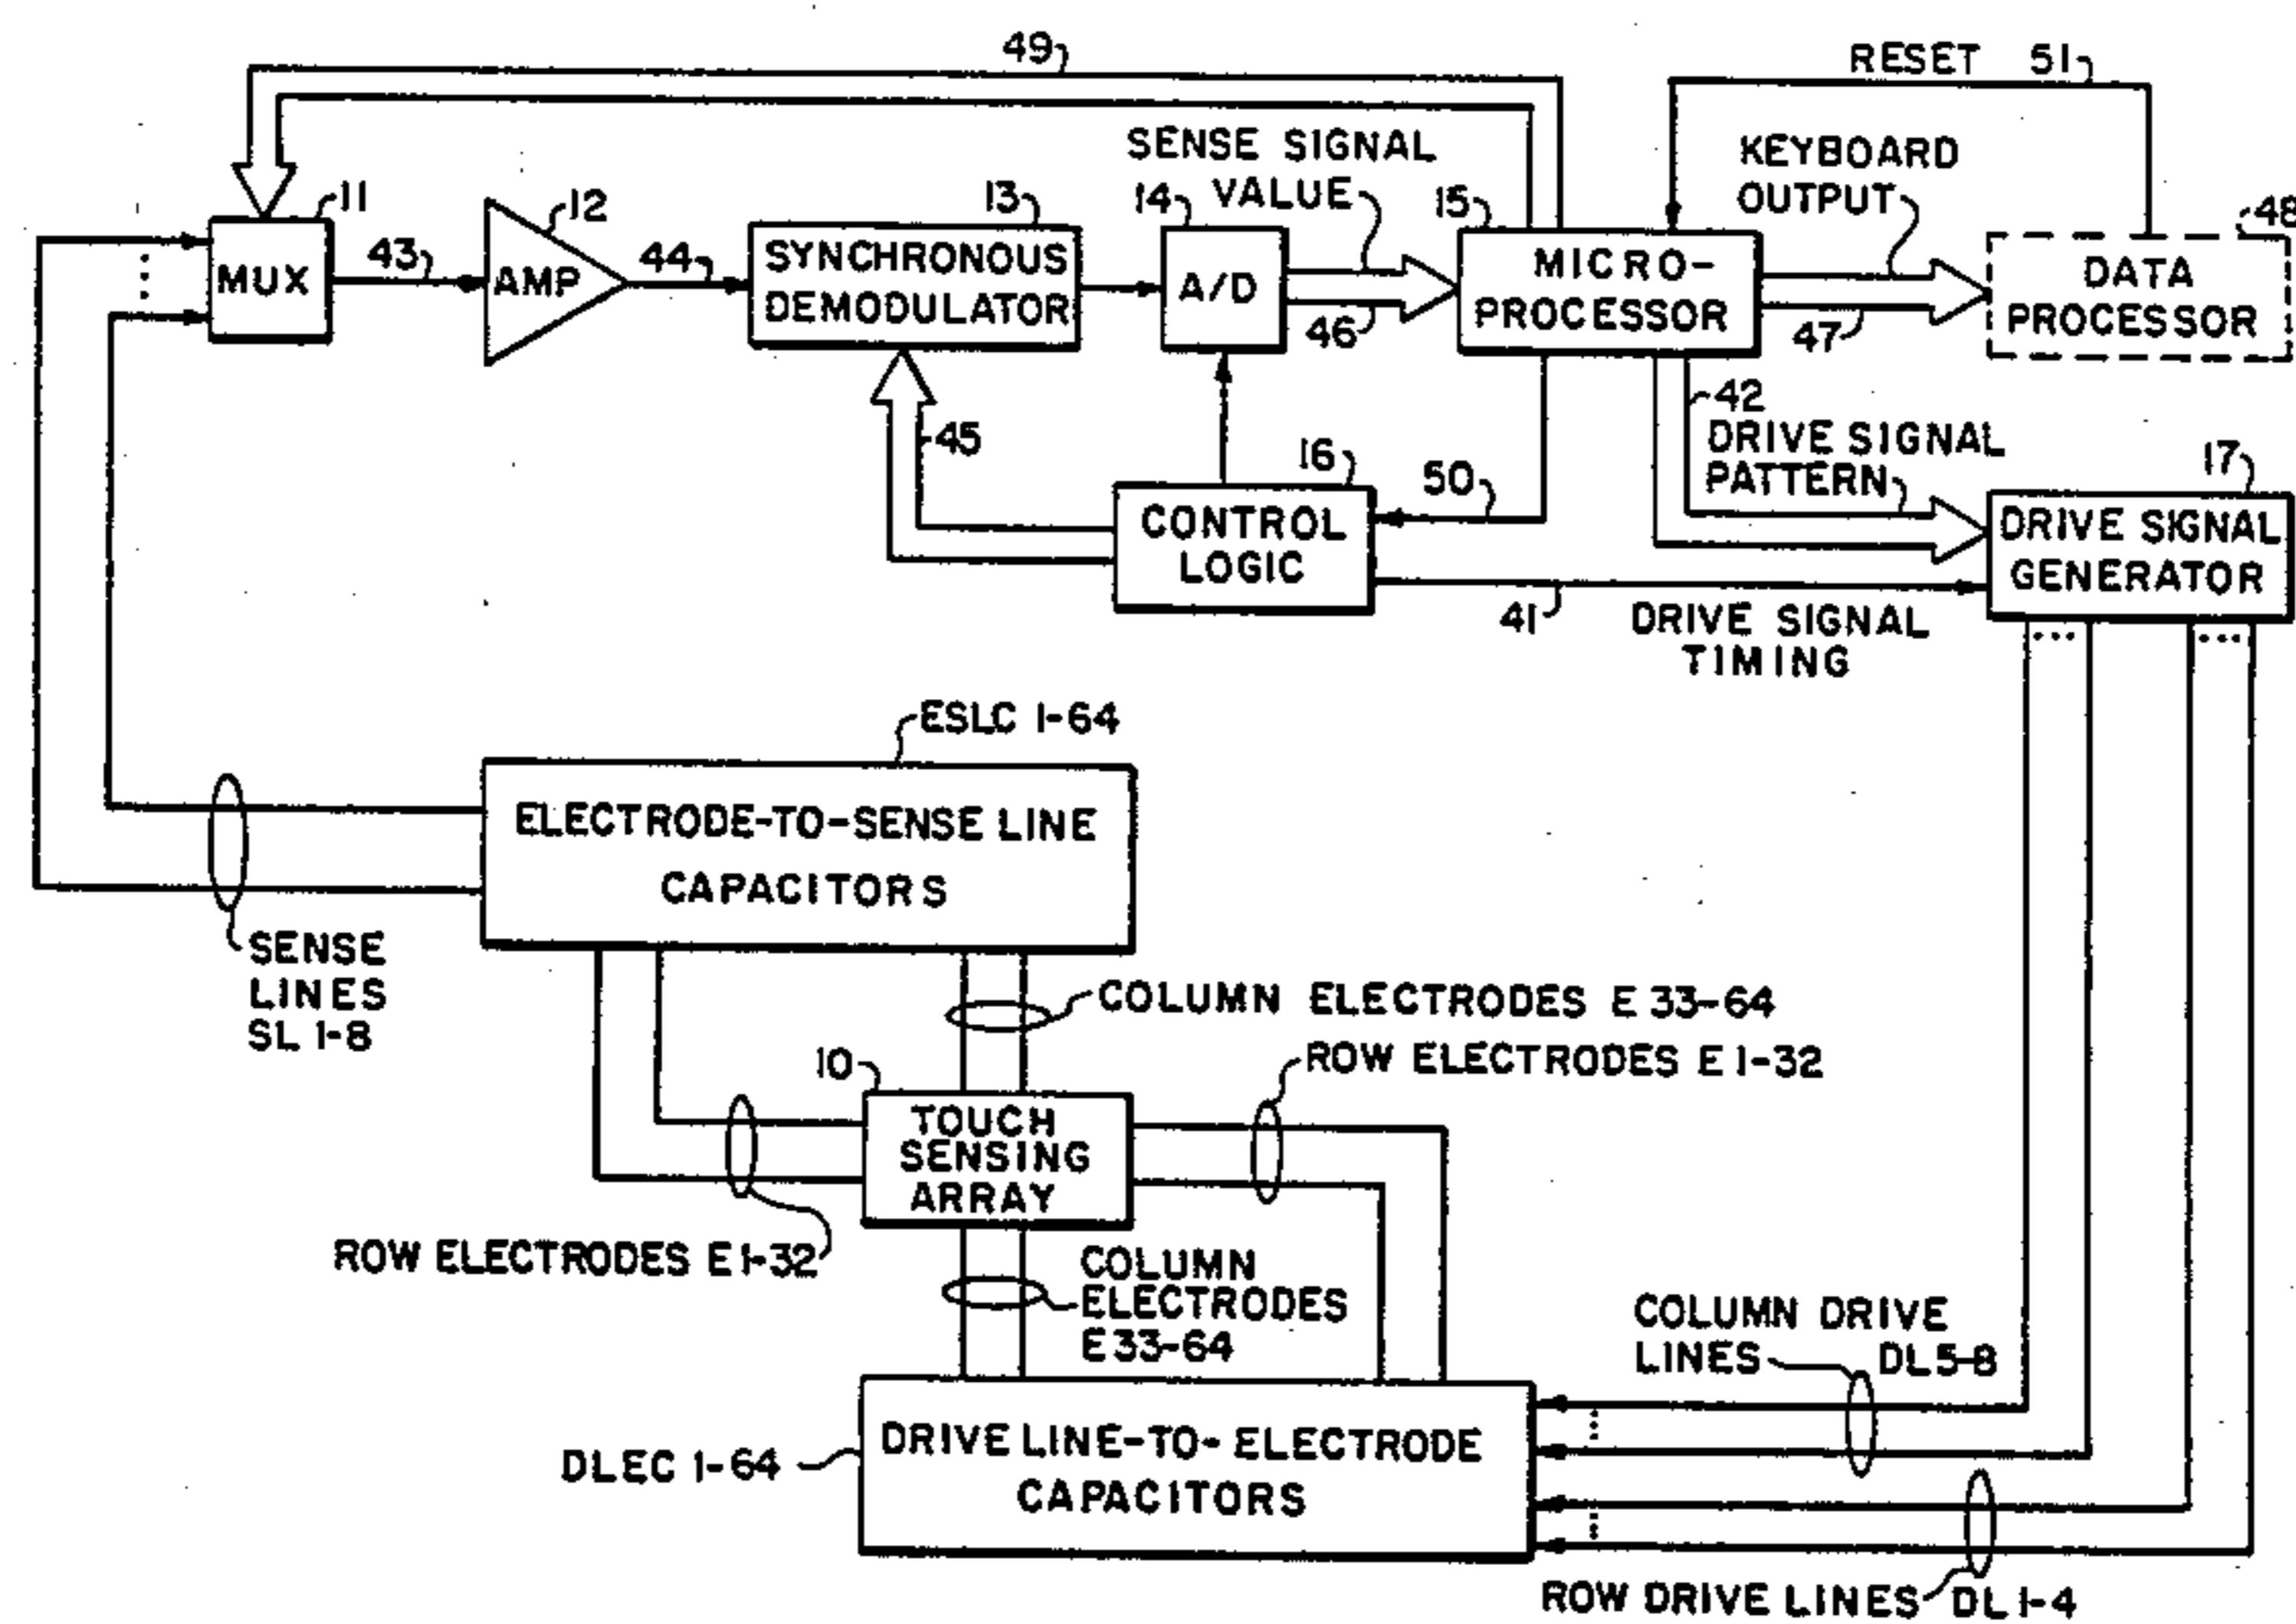 49
RESET 51
SENSE SIGNAL
VALUE
KEYBOARD
OUTPUT
11
12
13
14
15
48
MUX
43
AMP
44
SYNCHRONOUS
DEMODULATOR
A/D
46
MICRO-
PROCESSOR
47
DATA
PROCESSOR
45
16
50
42
DRIVE SIGNAL
PATTERN
17
CONTROL
LOGIC
41
DRIVE SIGNAL
TIMING
DRIVE SIGNAL
GENERATOR
ESLC 1-64
ELECTRODE-TO-SENSE LINE
CAPACITORS
SENSE
LINES
SL 1-8
COLUMN ELECTRODES E 33-64
10
ROW ELECTRODES E 1-32
TOUCH
SENSING
ARRAY
ROW ELECTRODES E 1-32
COLUMN
ELECTRODES
E 33-64
COLUMN DRIVE
LINES DL 5-8
DLEC 1-64
DRIVE LINE-TO-ELECTRODE
CAPACITORS
ROW DRIVE LINES DL 1-4